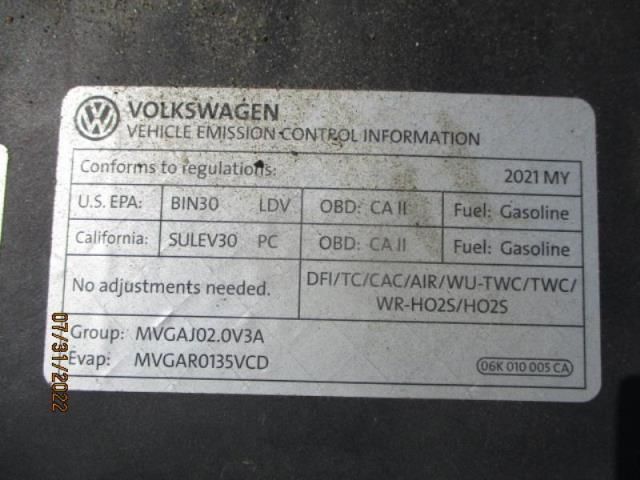 VOLKSWAGEN
VEHICLE EMISSION CONTROL INFORMATION
Conforms to regulations: 2021 MY
U.S. EPA: BIN30 LDV OBD: CA II Fuel: Gasoline
California: SULEV30 PC OBD: CA II Fuel: Gasoline
No adjustments needed. DFI/TC/CAC/AIR/WU-TWC/TWC/
WR-HO2S/HO2S
Group: MVGAJ02.0V3A
Evap: MVGAR0135VCD
06K 010 005 CA
07/31/2022